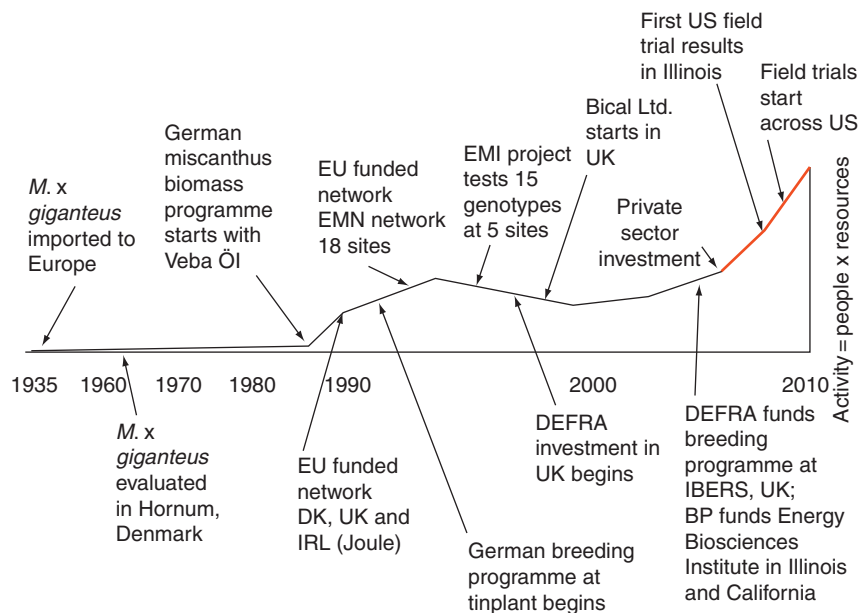 M. x
giganteus
imported to
Europe
German
miscanthus
biomass
programme
starts with
Veba Öl
EU funded
network
EMN network
18 sites
EMI project
tests 15
genotypes
at 5 sites
Bical Ltd.
starts in
UK
First US field
trial results
in Illinois
Field trials
start
across US
Private
sector
investment
1935
1960
1970
1980
1990
2000
2010
Activity = people x resources
M. x
giganteus
evaluated
in Hornum,
Denmark
EU funded
network
DK, UK and
IRL (Joule)
German breeding
programme at
tinplant begins
DEFRA
investment in
UK begins
DEFRA funds
breeding
programme at
IBERS, UK;
BP funds Energy
Biosciences
Institute in Illinois
and California